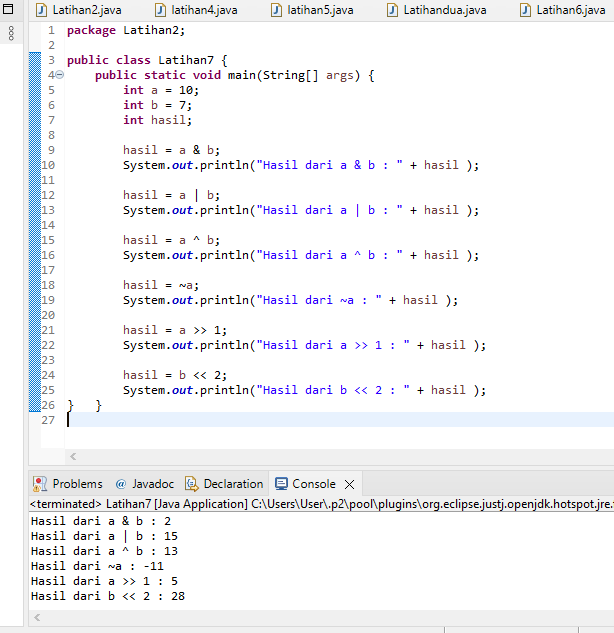 Latihan2.java latihan4.java latihan5.java Latihandua.java Latihan6.java
1 package Latihan2;
2
3 public class Latihan7 {
4 public static void main(String[] args) {
5 int a = 10;
6 int b = 7;
7 int hasil;
8
9 hasil = a & b;
10 System.out.println("Hasil dari a & b : " + hasil );
11
12 hasil = a | b;
13 System.out.println("Hasil dari a | b : " + hasil );
14
15 hasil = a ^ b;
16 System.out.println("Hasil dari a ^ b : " + hasil );
17
18 hasil = ~a;
19 System.out.println("Hasil dari ~a : " + hasil );
20
21 hasil = a >> 1;
22 System.out.println("Hasil dari a >> 1 : " + hasil );
23
24 hasil = b << 2;
25 System.out.println("Hasil dari b << 2 : " + hasil );
26 } }
27
Problems @ Javadoc Declaration Console
<terminated> Latihan7 [Java Application] C:\Users\User\.p2\pool\plugins\org.eclipse.justj.openjdk.hotspot.jre.
Hasil dari a & b : 2
Hasil dari a | b : 15
Hasil dari a ^ b : 13
Hasil dari ~a : -11
Hasil dari a >> 1 : 5
Hasil dari b << 2 : 28